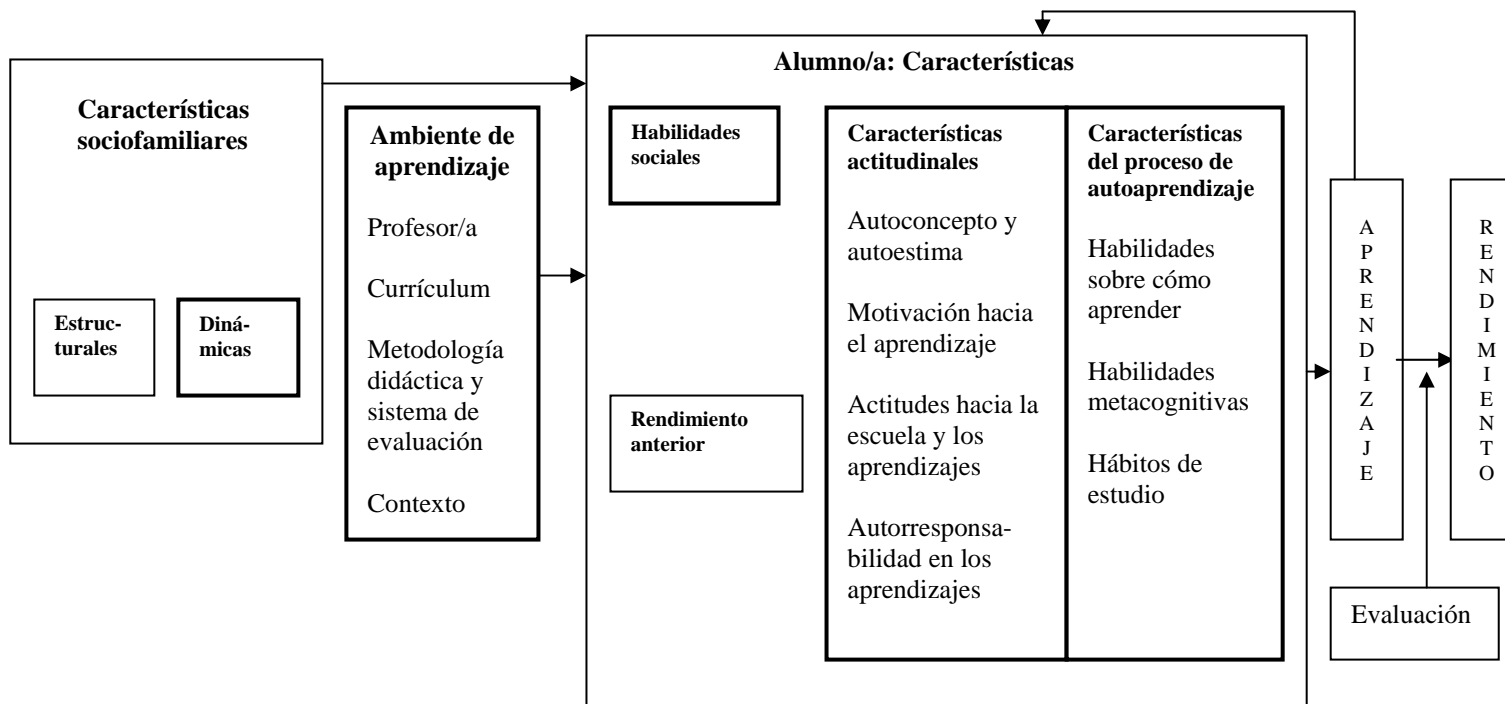 Características
sociofamiliares
Estruc-
turales
Diná-
micas
Ambiente de
aprendizaje
Profesor/a
Currículum
Metodología
didáctica y
sistema de
evaluación
Contexto
Alumno/a: Características
Habilidades
sociales
Rendimiento
anterior
Características
actitudinales
Autoconcepto y
autoestima
Motivación hacia
el aprendizaje
Actitudes hacia la
escuela y los
aprendizajes
Autorresponsa-
bilidad en los
aprendizajes
Características
del proceso de
autoaprendizaje
Habilidades
sobre cómo
aprender
Habilidades
metacognitivas
Hábitos de
estudio
A
P
R
E
N
D
I
Z
A
J
E
R
E
N
D
I
M
I
E
N
T
O
Evaluación